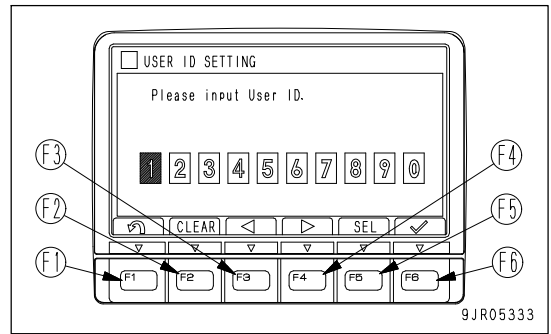 USER ID SETTING
Please input User ID.
1 2 3 4 5 6 7 8 9 0
F3 F4
CLEAR SEL
F2 F5
F1 F6
F1 F2 F3 F4 F5 F6
9JR05333